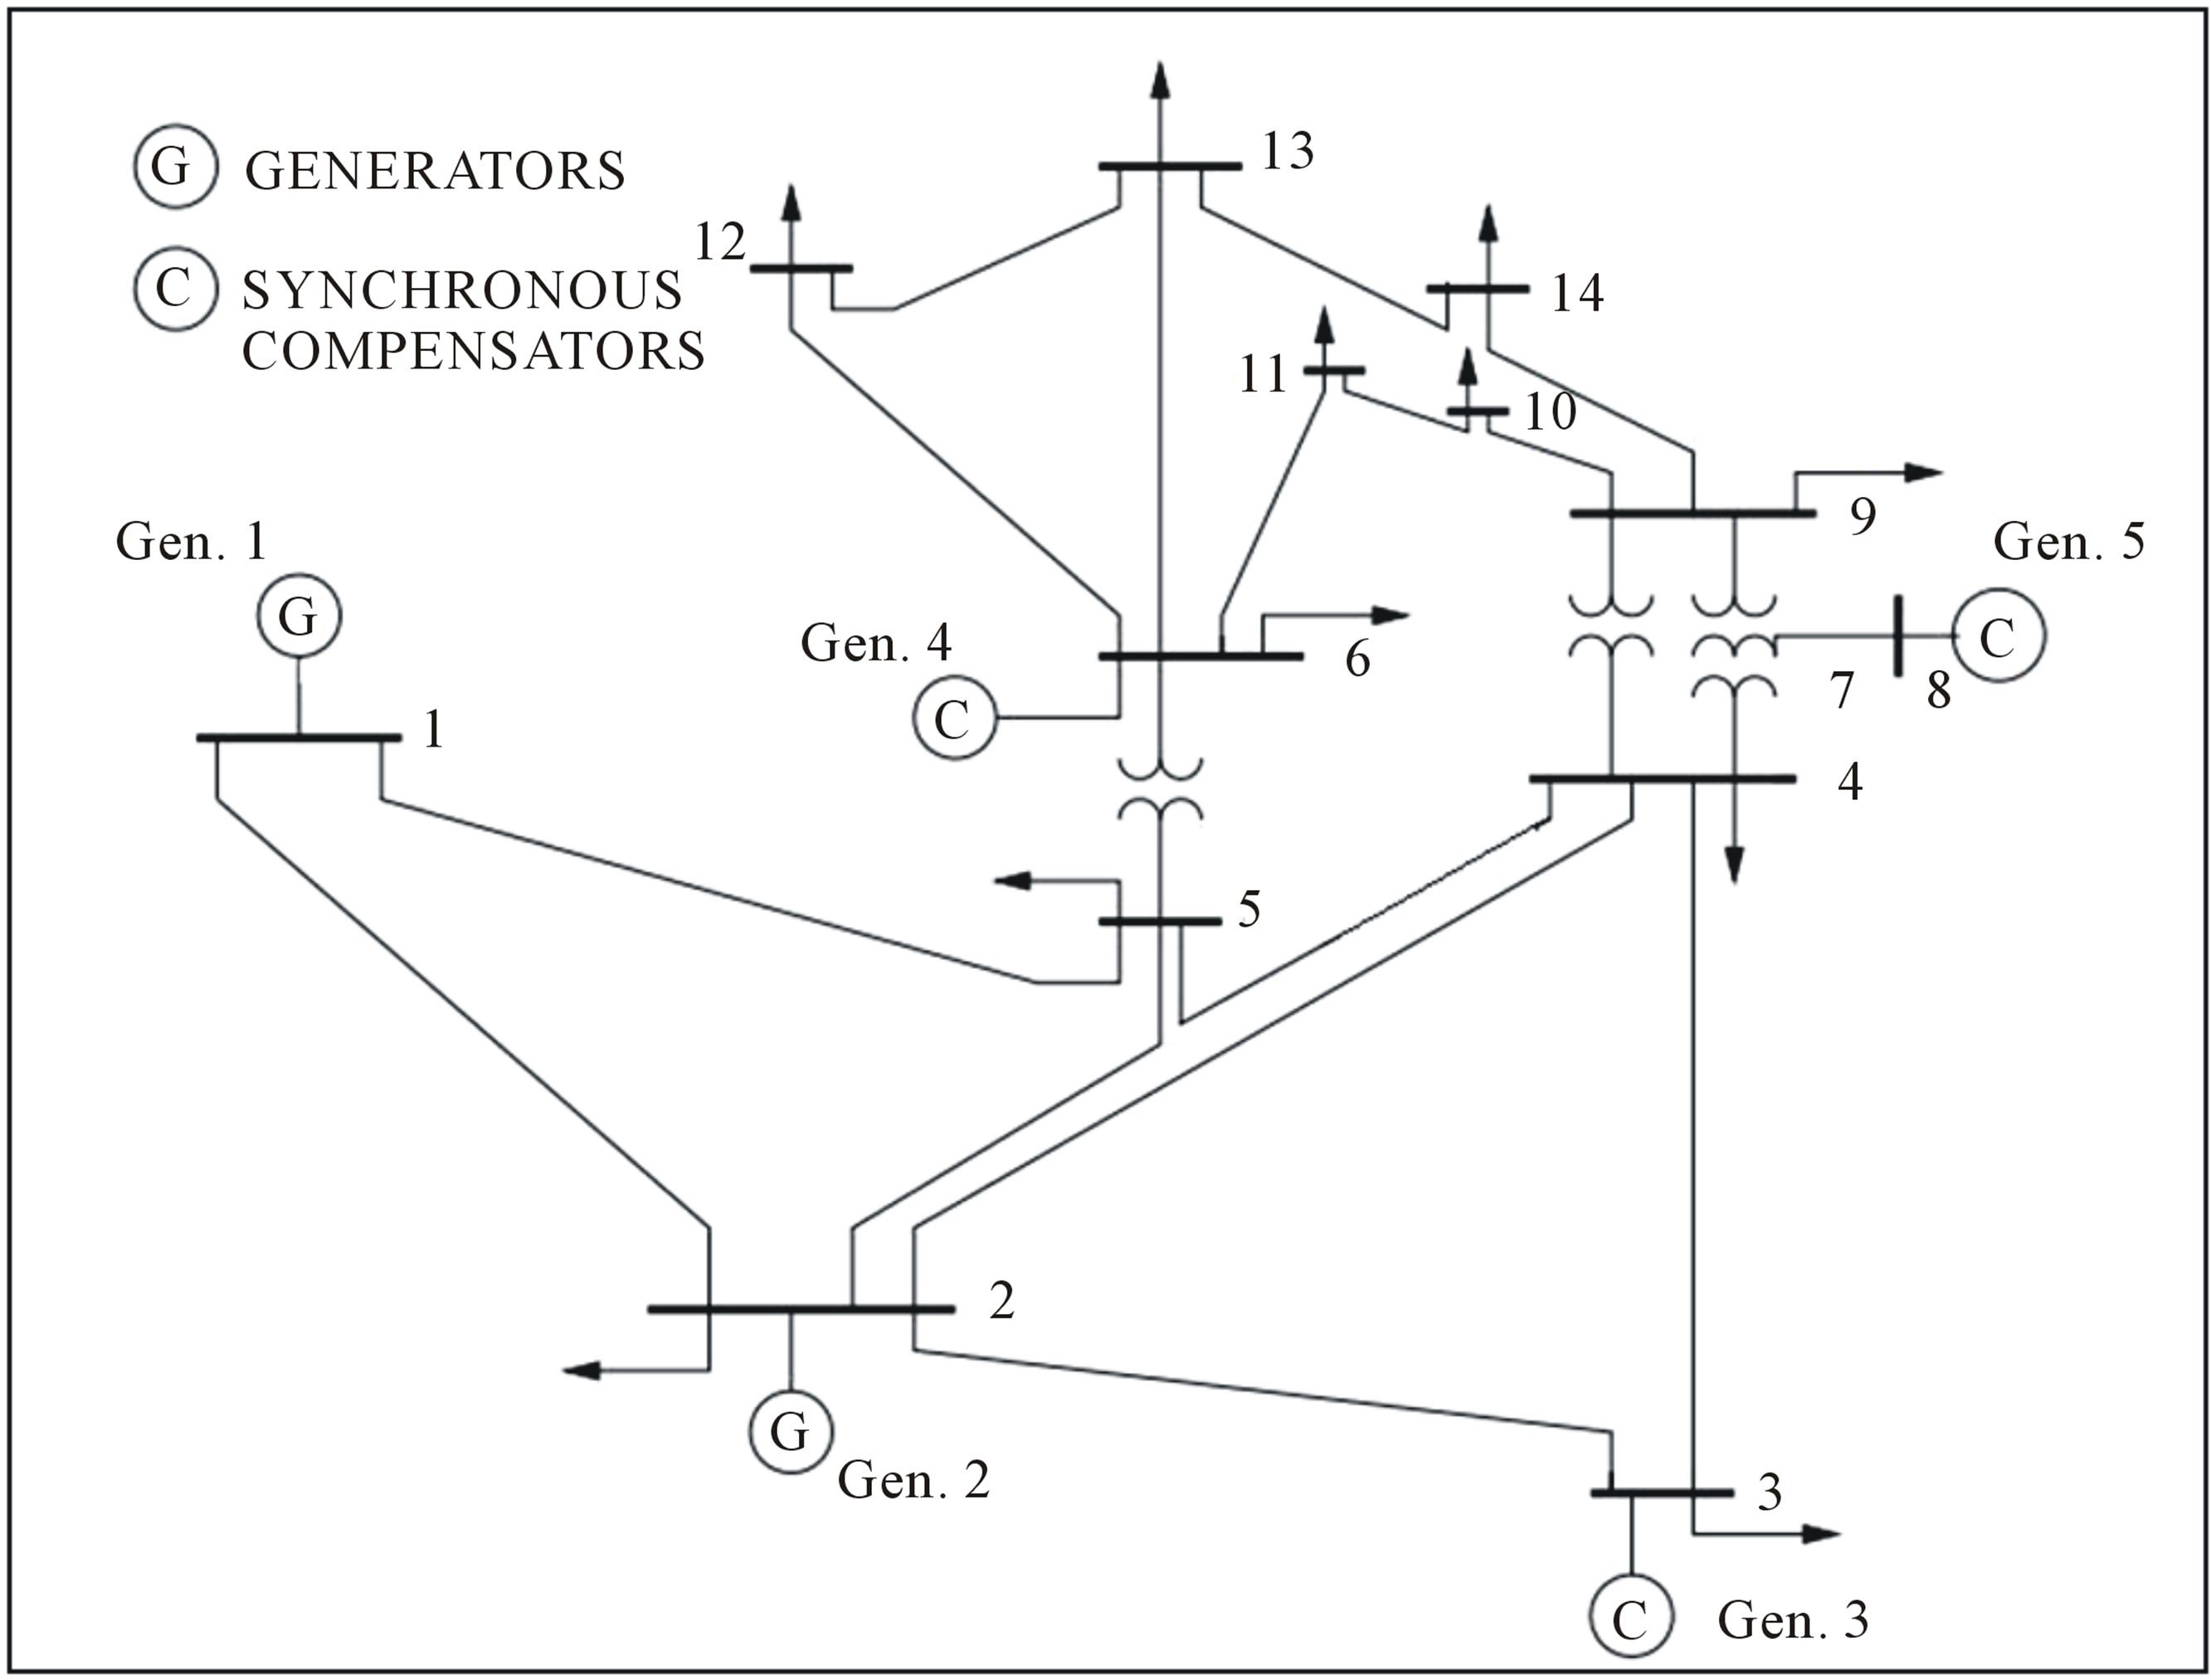 13
G GENERATORS
12
C SYNCHRONOUS
COMPENSATORS
14
11
10
9
Gen. 1
Gen. 5
G
Gen. 4
6
C
7
8
C
1
4
5
2
G
Gen. 2
3
C
Gen. 3